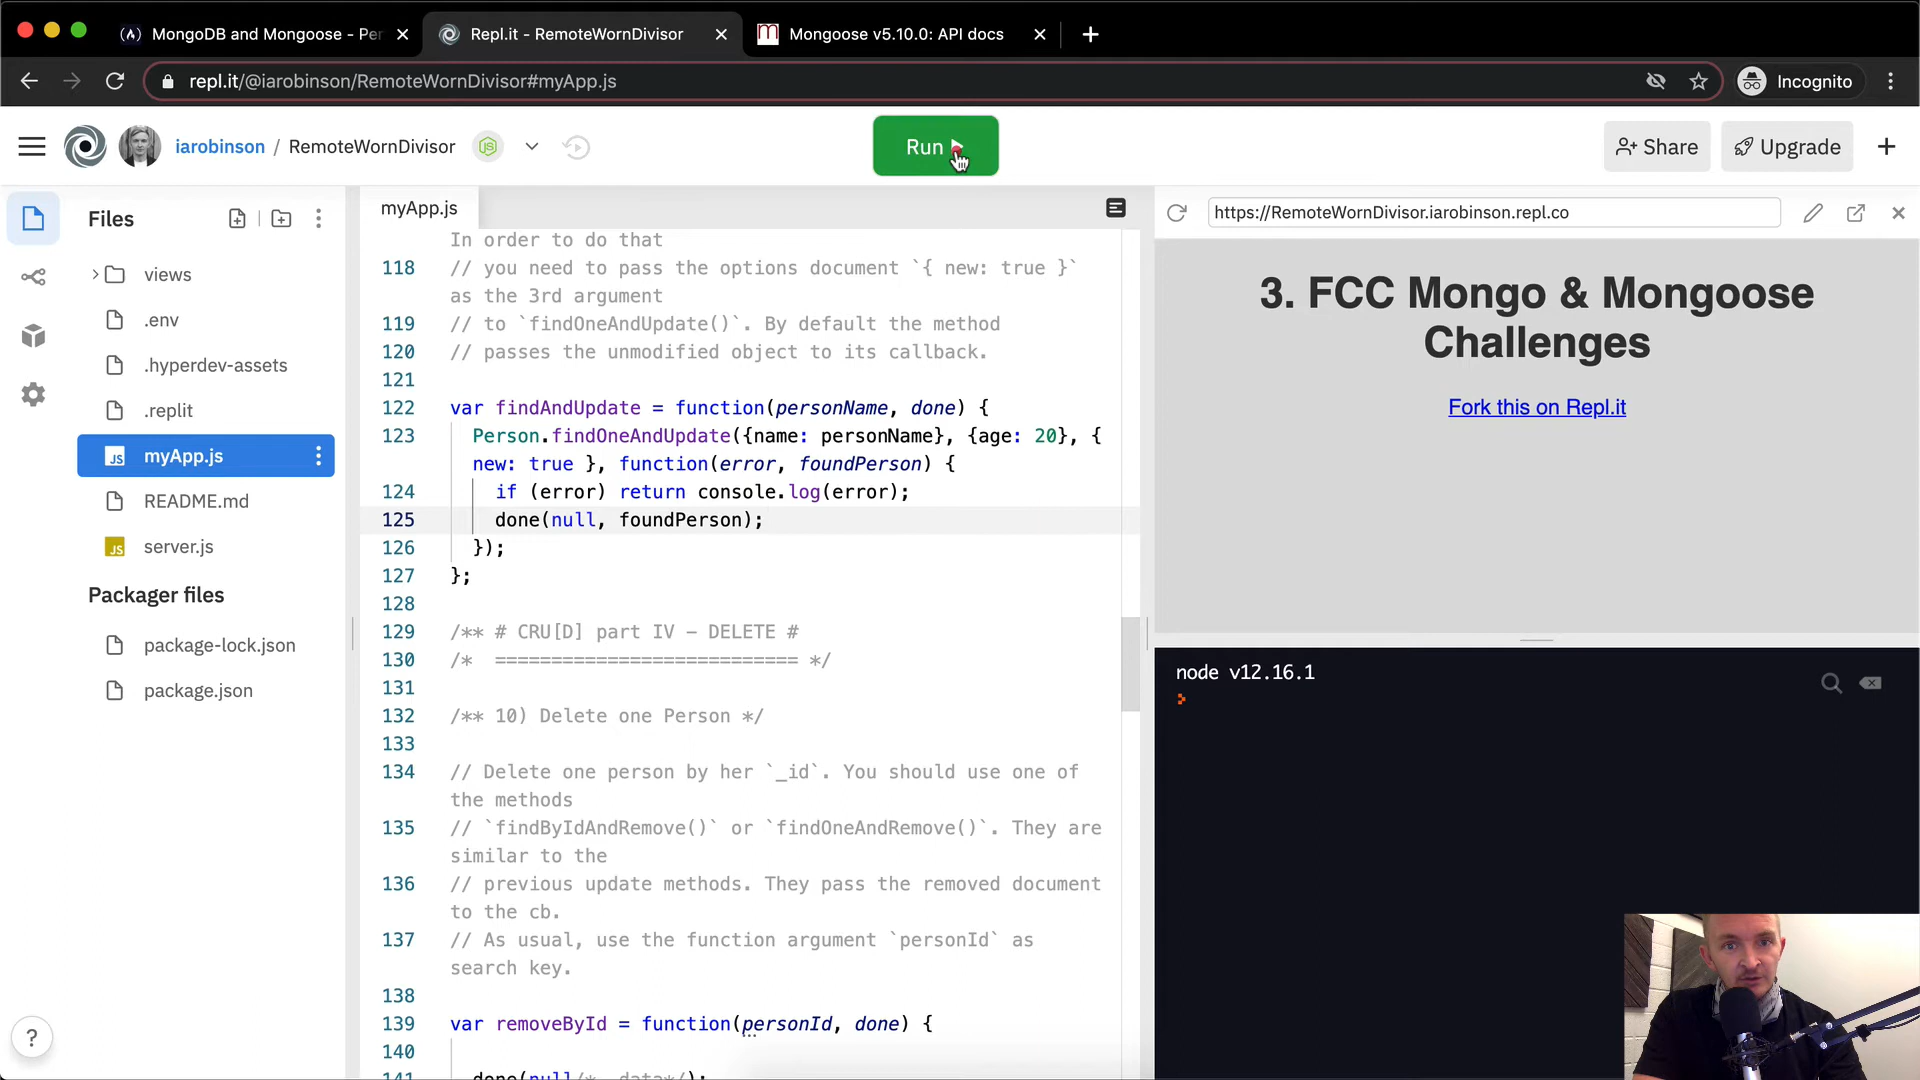 MongoDB and Mongoose - Per
Repl.it - RemoteWornDivisor
Mongoose v5.10.0: API docs
repl.it/@iarobinson/RemoteWornDivisor#myApp.js
Incognito
iarobinson / RemoteWornDivisor
Run
Share
Upgrade
Files
views
.env
.hyperdev-assets
.replit
JS myApp.js
README.md
JS server.js
Packager files
package-lock.json
package.json
?
myApp.js
In order to do that
118 // you need to pass the options document `{ new: true }`
as the 3rd argument
119 // to `findOneAndUpdate()`. By default the method
120 // passes the unmodified object to its callback.
121
122 var findAndUpdate = function(personName, done) {
123 Person.findOneAndUpdate({name: personName}, {age: 20}, {
new: true }, function(error, foundPerson) {
124 if (error) return console.log(error);
125 done(null, foundPerson);
126 });
127 };
128
129 /** # CRU[D] part IV - DELETE #
130 /* =========================== */
131
132 /** 10) Delete one Person */
133
134 // Delete one person by her `_id`. You should use one of
the methods
135 // `findByIdAndRemove()` or `findOneAndRemove()`. They are
similar to the
136 // previous update methods. They pass the removed document
to the cb.
137 // As usual, use the function argument `personId` as
search key.
138
139 var removeById = function(personId, done) {
140
141 done(null/*, data*/);
https://RemoteWornDivisor.iarobinson.repl.co
3. FCC Mongo & Mongoose
Challenges
Fork this on Repl.it
node v12.16.1